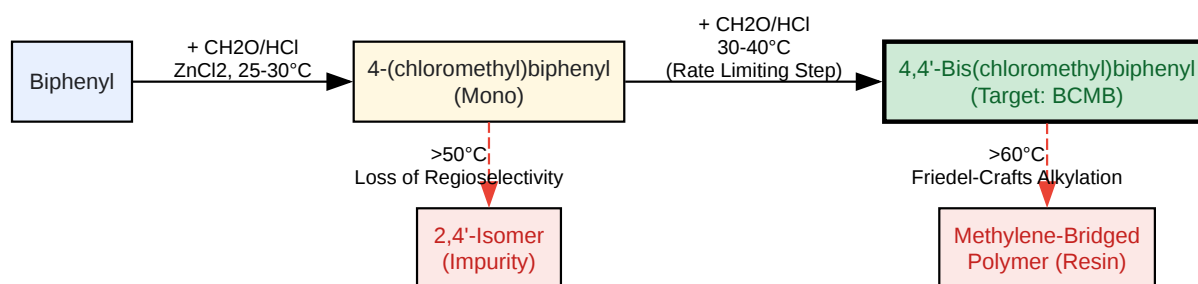 + CH2O/HCl
ZnCl2, 25-30°C
+ CH2O/HCl
30-40°C
(Rate Limiting Step)
Biphenyl
4-(chloromethyl)biphenyl
(Mono)
4,4'-Bis(chloromethyl)biphenyl
(Target: BCMB)
>50°C
Loss of Regioselectivity
>60°C
Friedel-Crafts Alkylation
2,4'-Isomer
(Impurity)
Methylene-Bridged
Polymer (Resin)